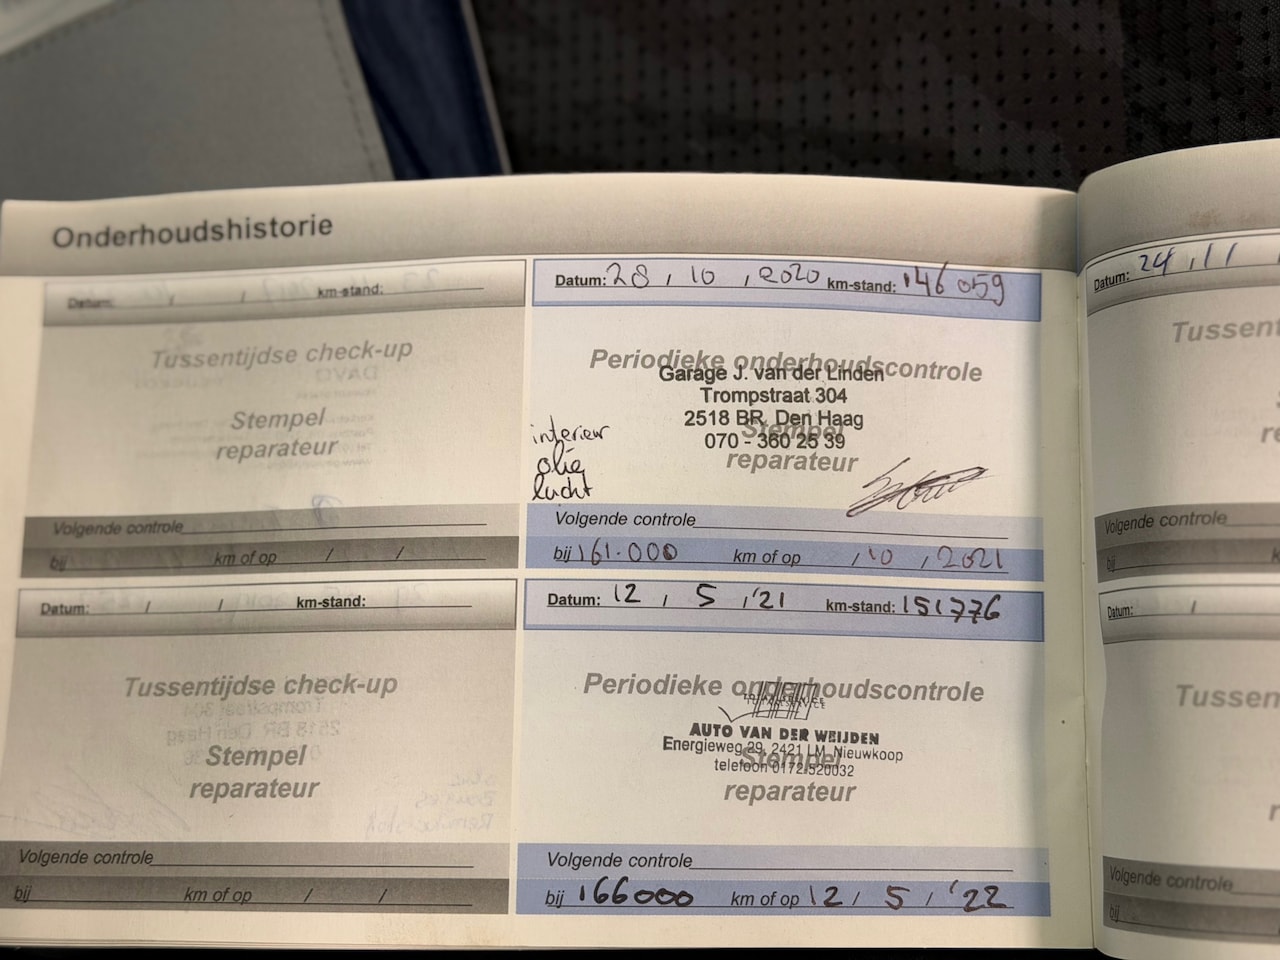 Onderhoudshistorie
Datum: / / km-stand:
Tussentijdse check-up
Stempel
reparateur
Volgende controle
bij km of op / /
Datum: 28 / 10 / 2020 km-stand: 146 059
Periodieke onderhoudscontrole
Garage J. van der Linden
Trompstraat 304
2518 BR Den Haag
070 - 360 25 39
Stempel
reparateur
interieur
olie
lucht
Volgende controle
bij 161.000 km of op / 10 / 2021
Datum: / / km-stand:
Tussentijdse check-up
Stempel
reparateur
Volgende controle
bij km of op / /
Datum: 12 / 5 / '21 km-stand: 151776
Periodieke onderhoudscontrole
AUTO VAN DER WEIJDEN
Energieweg 29, 2421 LM Nieuwkoop
telefoon 0172-520032
Stempel
reparateur
Volgende controle
bij 166000 km of op 12 / 5 / '22
Datum: 24 / 11 /
Tussen
re
Volgende controle
bij k
Datum: /
Tussen
r
Volgende controle
bij